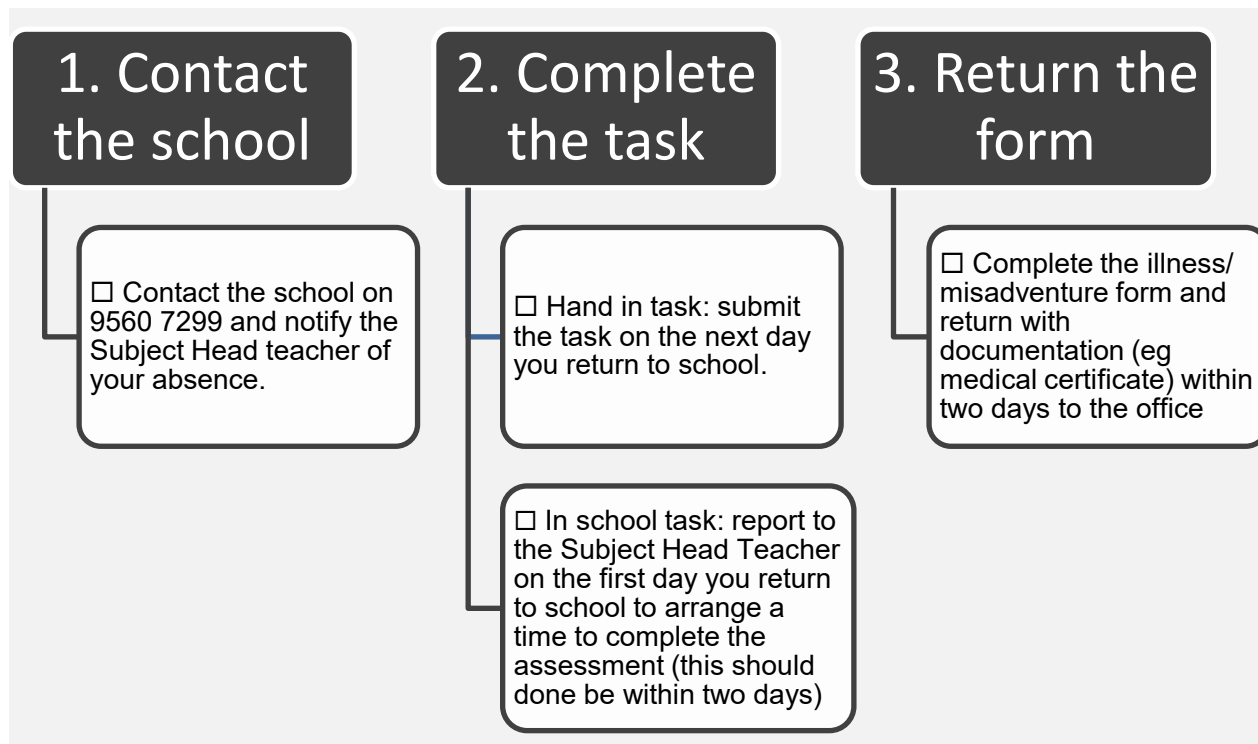 1. Contact
the school
☐ Contact the school on
9560 7299 and notify the
Subject Head teacher of
your absence.
2. Complete
the task
☐ Hand in task: submit
the task on the next day
you return to school.
☐ In school task: report to
the Subject Head Teacher
on the first day you return
to school to arrange a
time to complete the
assessment (this should
done be within two days)
3. Return the
form
☐ Complete the illness/
misadventure form and
return with
documentation (eg
medical certificate) within
two days to the office